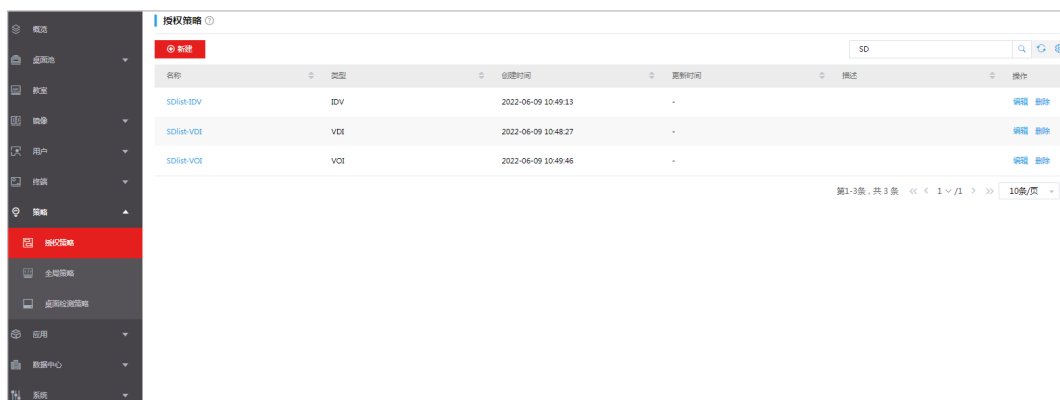 概览
桌面池
教室
镜像
用户
终端
策略
授权策略
全局策略
桌面检测策略
应用
数据中心
系统
授权策略
新建
SD
名称 类型 创建时间 更新时间 描述 操作
SDlist-IDV IDV 2022-06-09 10:49:13 - 编辑 删除
SDlist-VDI VDI 2022-06-09 10:48:27 - 编辑 删除
SDlist-VOI VOI 2022-06-09 10:49:46 - 编辑 删除
第1-3条，共 3 条 1 /1 10条/页